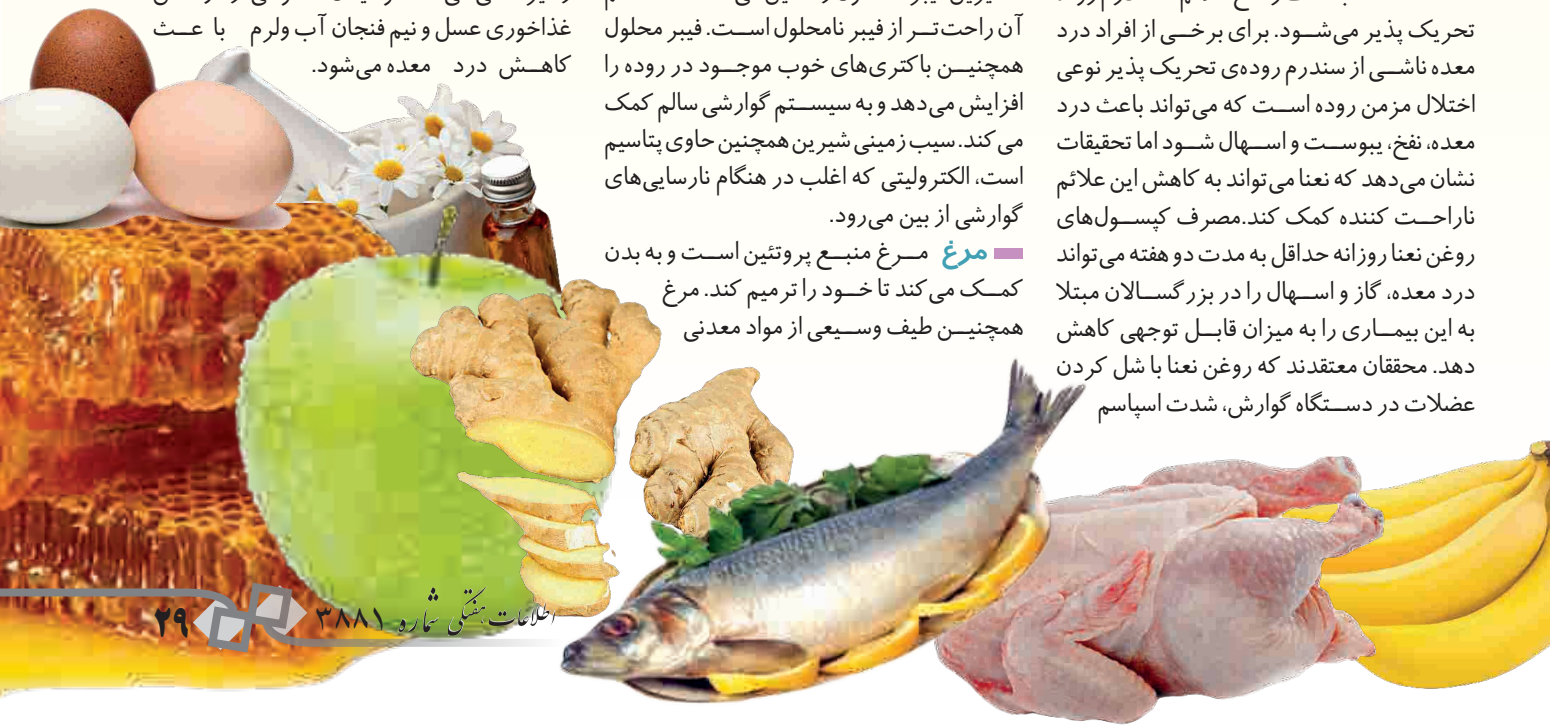 تحریک پذیر می‌شود. برای برخی از افراد درد
معده ناشی از سندرم روده‌ی تحریک پذیر نوعی
اختلال مزمن روده است که می‌تواند باعث درد
معده، نفخ، یبوست و اسهال شود اما تحقیقات
نشان می‌دهد که نعنا می‌تواند به کاهش این علائم
ناراحت کننده کمک کند.مصرف کپسول‌های
روغن نعنا روزانه حداقل به مدت دو هفته می‌تواند
درد معده، گاز و اسهال را در بزرگسالان مبتلا
به این بیماری را به میزان قابل توجهی کاهش
دهد. محققان معتقدند که روغن نعنا با شل کردن
عضلات در دستگاه گوارش، شدت اسپاسم
آن راحت‌تر از فیبر نامحلول است. فیبر محلول
همچنین باکتری‌های خوب موجود در روده را
افزایش می‌دهد و به سیستم گوارشی سالم کمک
می کند. سیب زمینی شیرین همچنین حاوی پتاسیم
است، الکترولیتی که اغلب در هنگام نارسایی‌های
گوارشی از بین می‌رود.
مرغ مرغ منبع پروتئین است و به بدن
کمک می کند تا خود را ترمیم کند. مرغ
همچنین طیف وسیعی از مواد معدنی
غذاخوری عسل و نیم فنجان آب ولرم با عث
کاهش درد معده می‌شود.
اطلاعات هفتگی شماره ۳۸۸۱ ۲۹